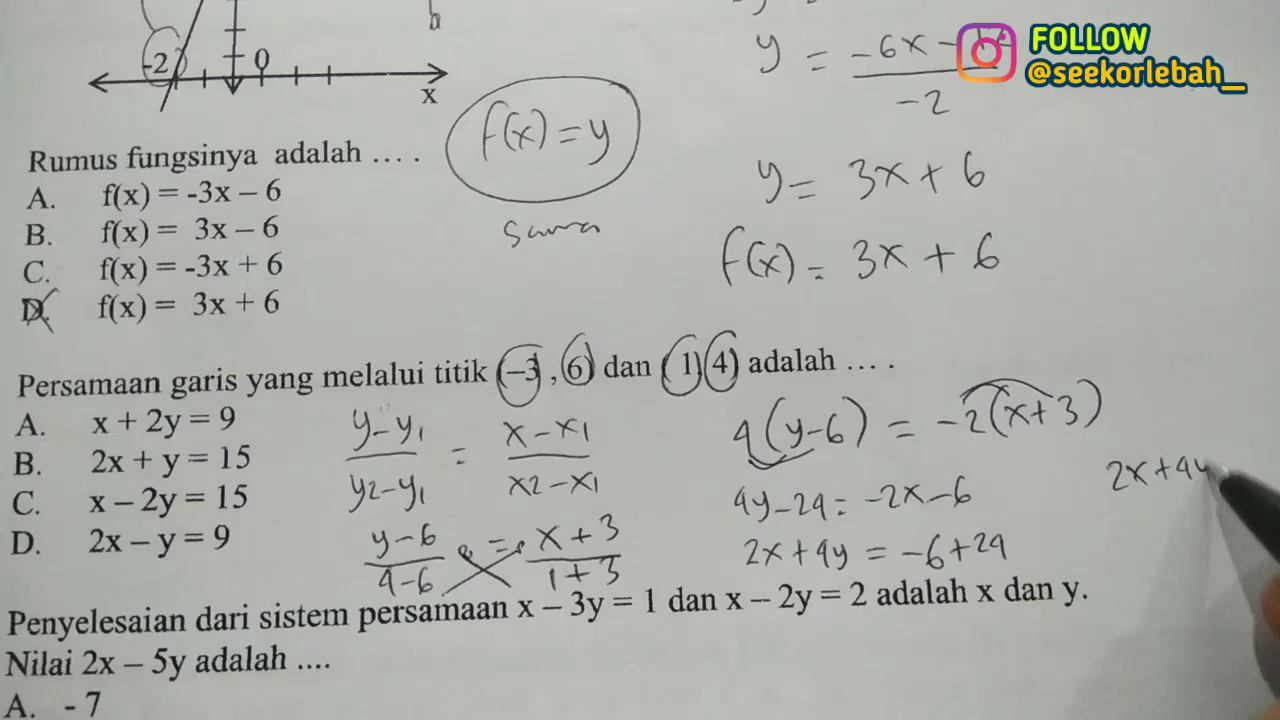 -2
0
x
f(x) = y
Sama
y = -6x -
-2
y = 3x + 6
f(x) = 3x + 6
FOLLOW
@seekorlebah_
Rumus fungsinya adalah ... .
A. f(x) = -3x – 6
B. f(x) = 3x – 6
C. f(x) = -3x + 6
D. f(x) = 3x + 6
Persamaan garis yang melalui titik (–3, 6) dan (1, 4) adalah ... .
A. x + 2y = 9
B. 2x + y = 15
C. x – 2y = 15
D. 2x – y = 9
y-y1 = x-x1
y2-y1 x2-x1
y-6 = x+3
4-6 1+3
4(y-6) = -2(x+3)
4y-24 = -2x-6
2x+4y = -6+24
2x+4y
Penyelesaian dari sistem persamaan x – 3y = 1 dan x – 2y = 2 adalah x dan y.
Nilai 2x – 5y adalah ....
A. - 7